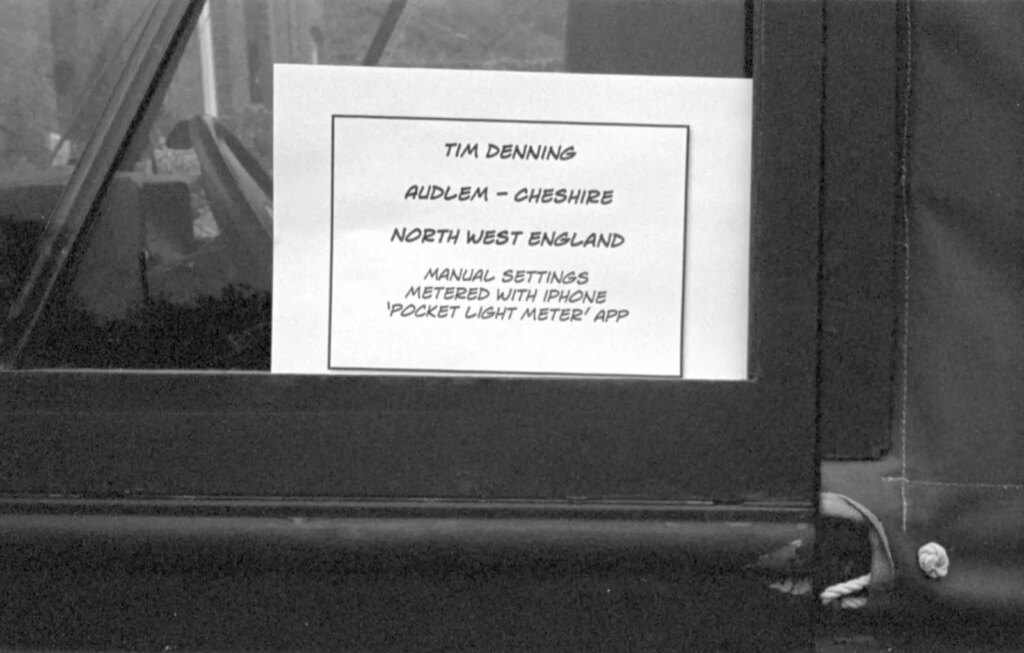 TIM DENNING
AUDLEM - CHESHIRE
NORTH WEST ENGLAND
MANUAL SETTINGS
METERED WITH IPHONE
'POCKET LIGHT METER' APP